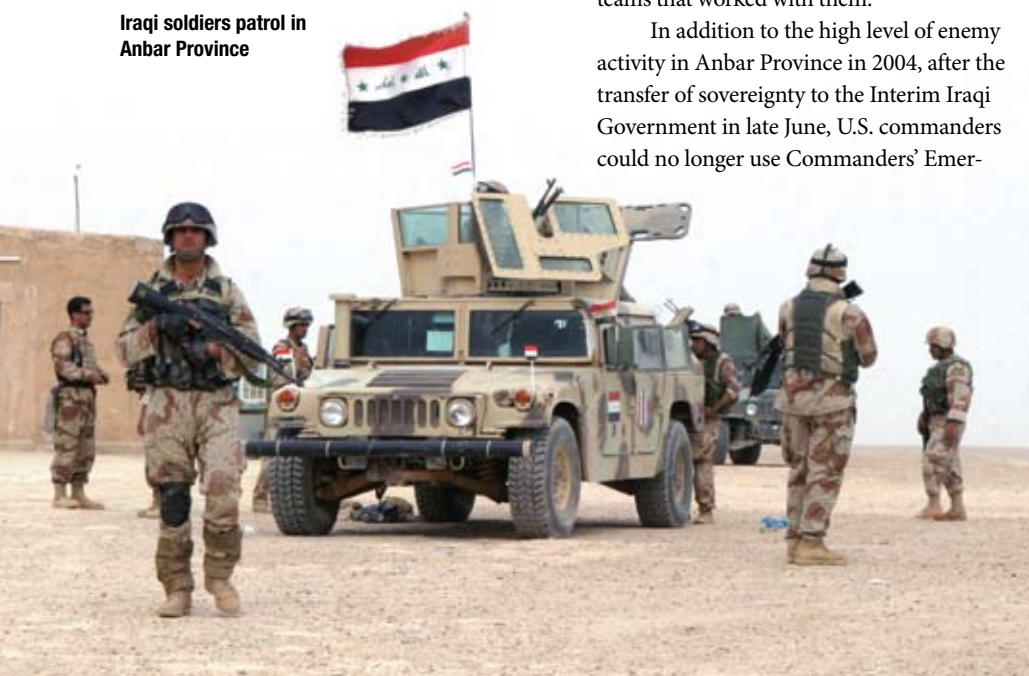 Iraqi soldiers patrol in
Anbar Province
teams that worked with them.
In addition to the high level of enemy
activity in Anbar Province in 2004, after the
transfer of sovereignty to the Interim Iraqi
Government in late June, U.S. commanders
could no longer use Commanders’ Emer-